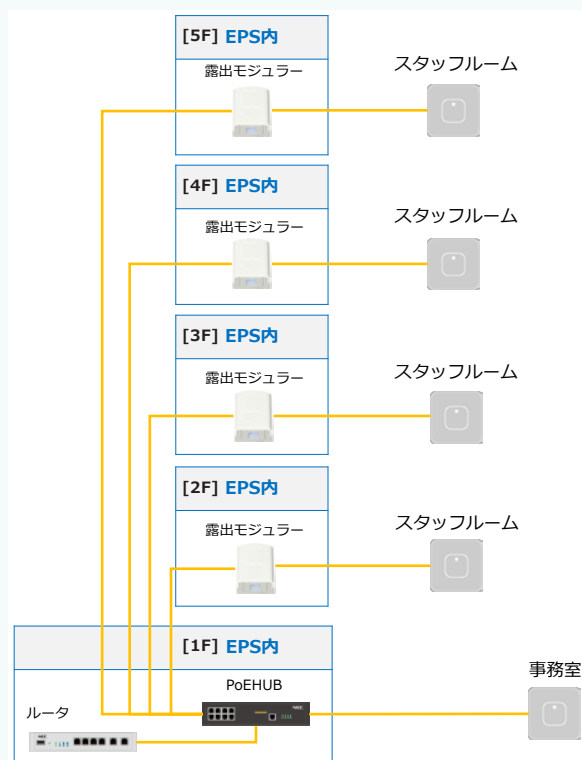 [5F] EPS内
露出モジュラー
スタッフルーム
[4F] EPS内
露出モジュラー
スタッフルーム
[3F] EPS内
露出モジュラー
スタッフルーム
[2F] EPS内
露出モジュラー
スタッフルーム
[1F] EPS内
PoEHUB
事務室
ルータ
NEC
NEC